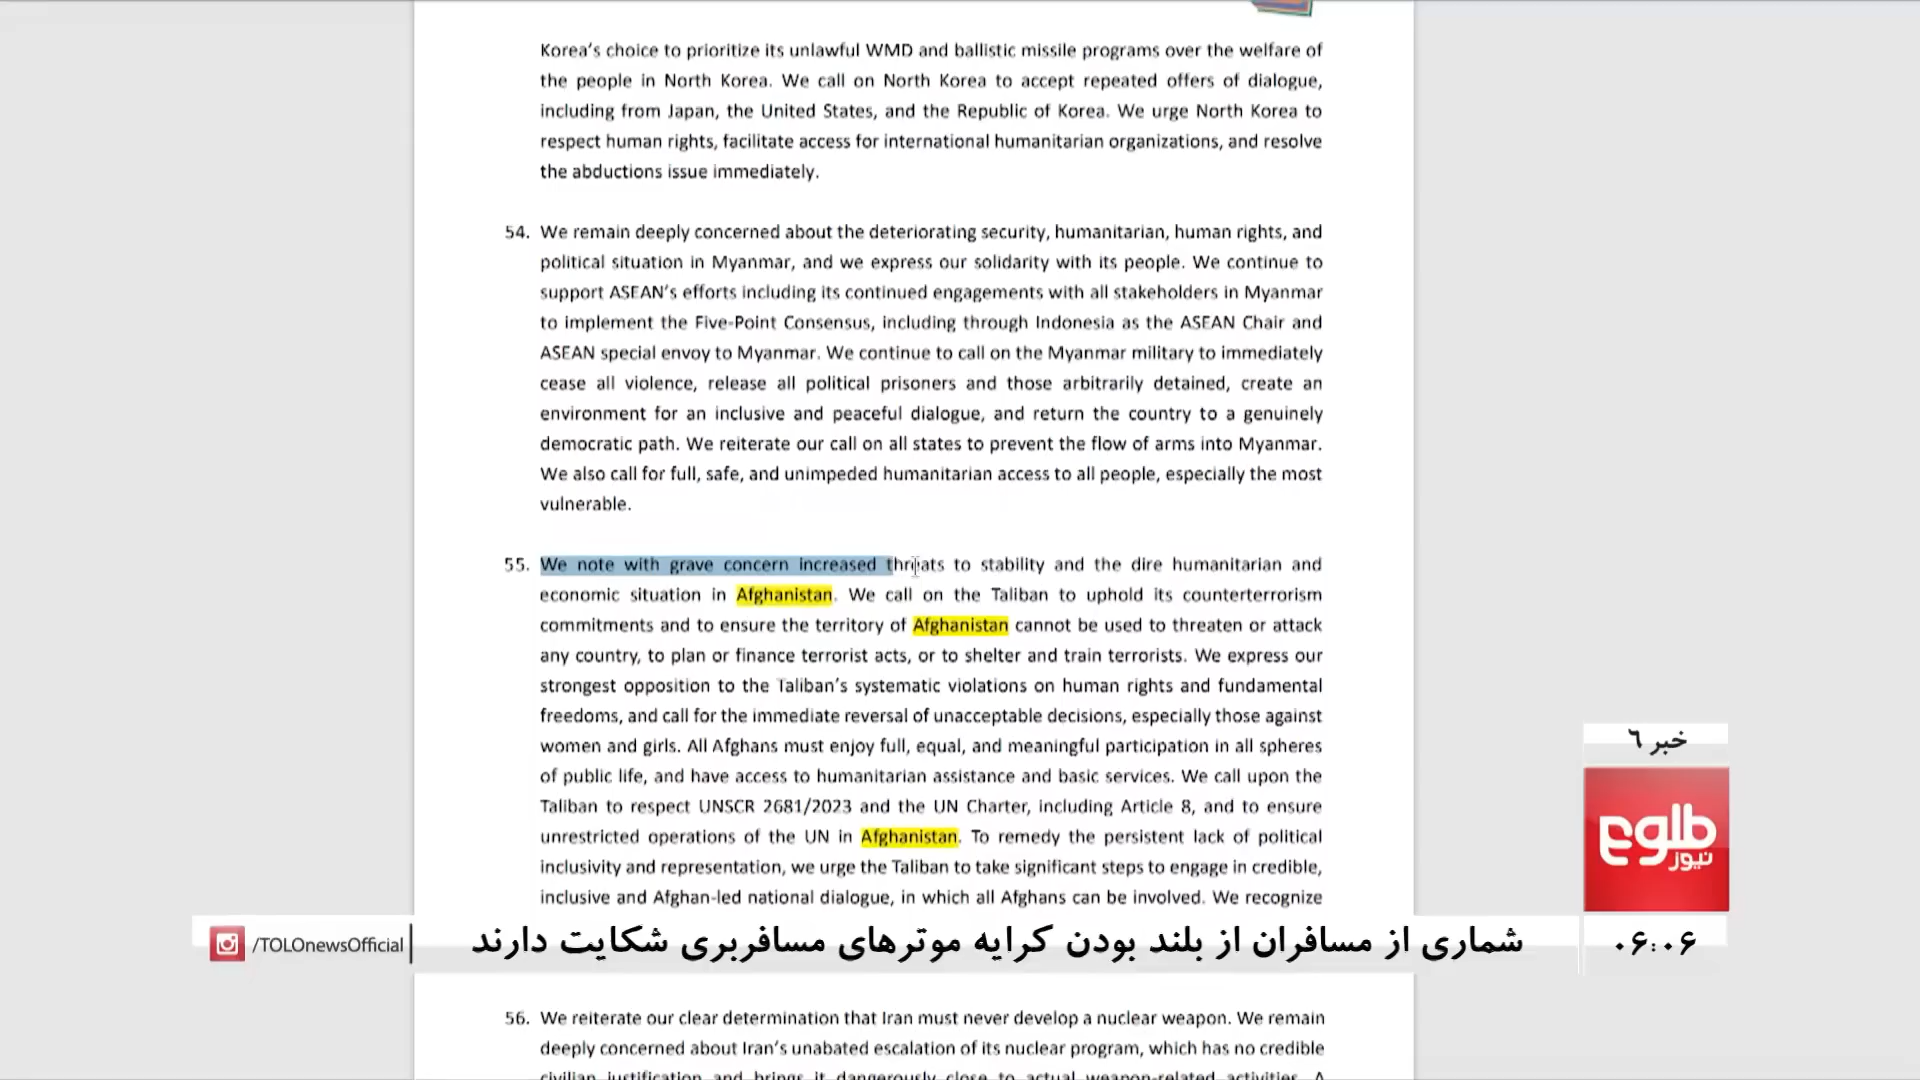 Korea's choice to prioritize its unlawful WMD and ballistic missile programs over the welfare of
the people in North Korea. We call on North Korea to accept repeated offers of dialogue,
including from Japan, the United States, and the Republic of Korea. We urge North Korea to
respect human rights, facilitate access for international humanitarian organizations, and resolve
the abductions issue immediately.
54. We remain deeply concerned about the deteriorating security, humanitarian, human rights, and
political situation in Myanmar, and we express our solidarity with its people. We continue to
support ASEAN's efforts including its continued engagements with all stakeholders in Myanmar
to implement the Five-Point Consensus, including through Indonesia as the ASEAN Chair and
ASEAN special envoy to Myanmar. We continue to call on the Myanmar military to immediately
cease all violence, release all political prisoners and those arbitrarily detained, create an
environment for an inclusive and peaceful dialogue, and return the country to a genuinely
democratic path. We reiterate our call on all states to prevent the flow of arms into Myanmar.
We also call for full, safe, and unimpeded humanitarian access to all people, especially the most
vulnerable.
55. We note with grave concern increased threats to stability and the dire humanitarian and
economic situation in Afghanistan. We call on the Taliban to uphold its counterterrorism
commitments and to ensure the territory of Afghanistan cannot be used to threaten or attack
any country, to plan or finance terrorist acts, or to shelter and train terrorists. We express our
strongest opposition to the Taliban's systematic violations on human rights and fundamental
freedoms, and call for the immediate reversal of unacceptable decisions, especially those against
women and girls. All Afghans must enjoy full, equal, and meaningful participation in all spheres
of public life, and have access to humanitarian assistance and basic services. We call upon the
Taliban to respect UNSCR 2681/2023 and the UN Charter, including Article 8, and to ensure
unrestricted operations of the UN in Afghanistan. To remedy the persistent lack of political
inclusivity and representation, we urge the Taliban to take significant steps to engage in credible,
inclusive and Afghan-led national dialogue, in which all Afghans can be involved. We recognize
56. We reiterate our clear determination that Iran must never develop a nuclear weapon. We remain
deeply concerned about Iran's unabated escalation of its nuclear program, which has no credible
civilian justification and brings it dangerously close to actual weapon-related activities. A
خبر ٦
طلوع
نیوز
۰۶:۰۶
شماری از مسافران از بلند بودن کرایه موترهای مسافربری شکایت دارند
/TOLOnewsOfficial